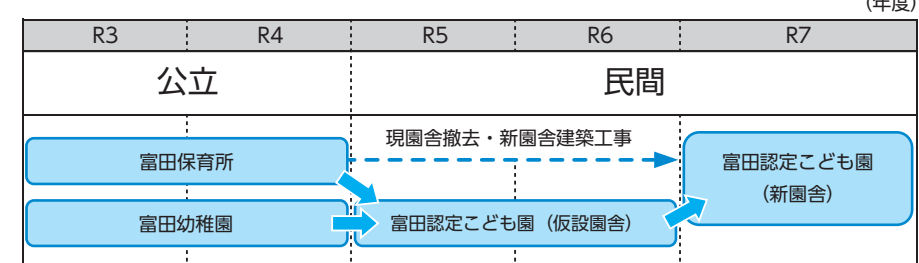 （年度）
R3 R4 R5 R6 R7
公立 民間
現園舎撤去・新園舎建築工事
富田保育所
富田認定こども園
（新園舎）
富田幼稚園
富田認定こども園（仮設園舎）